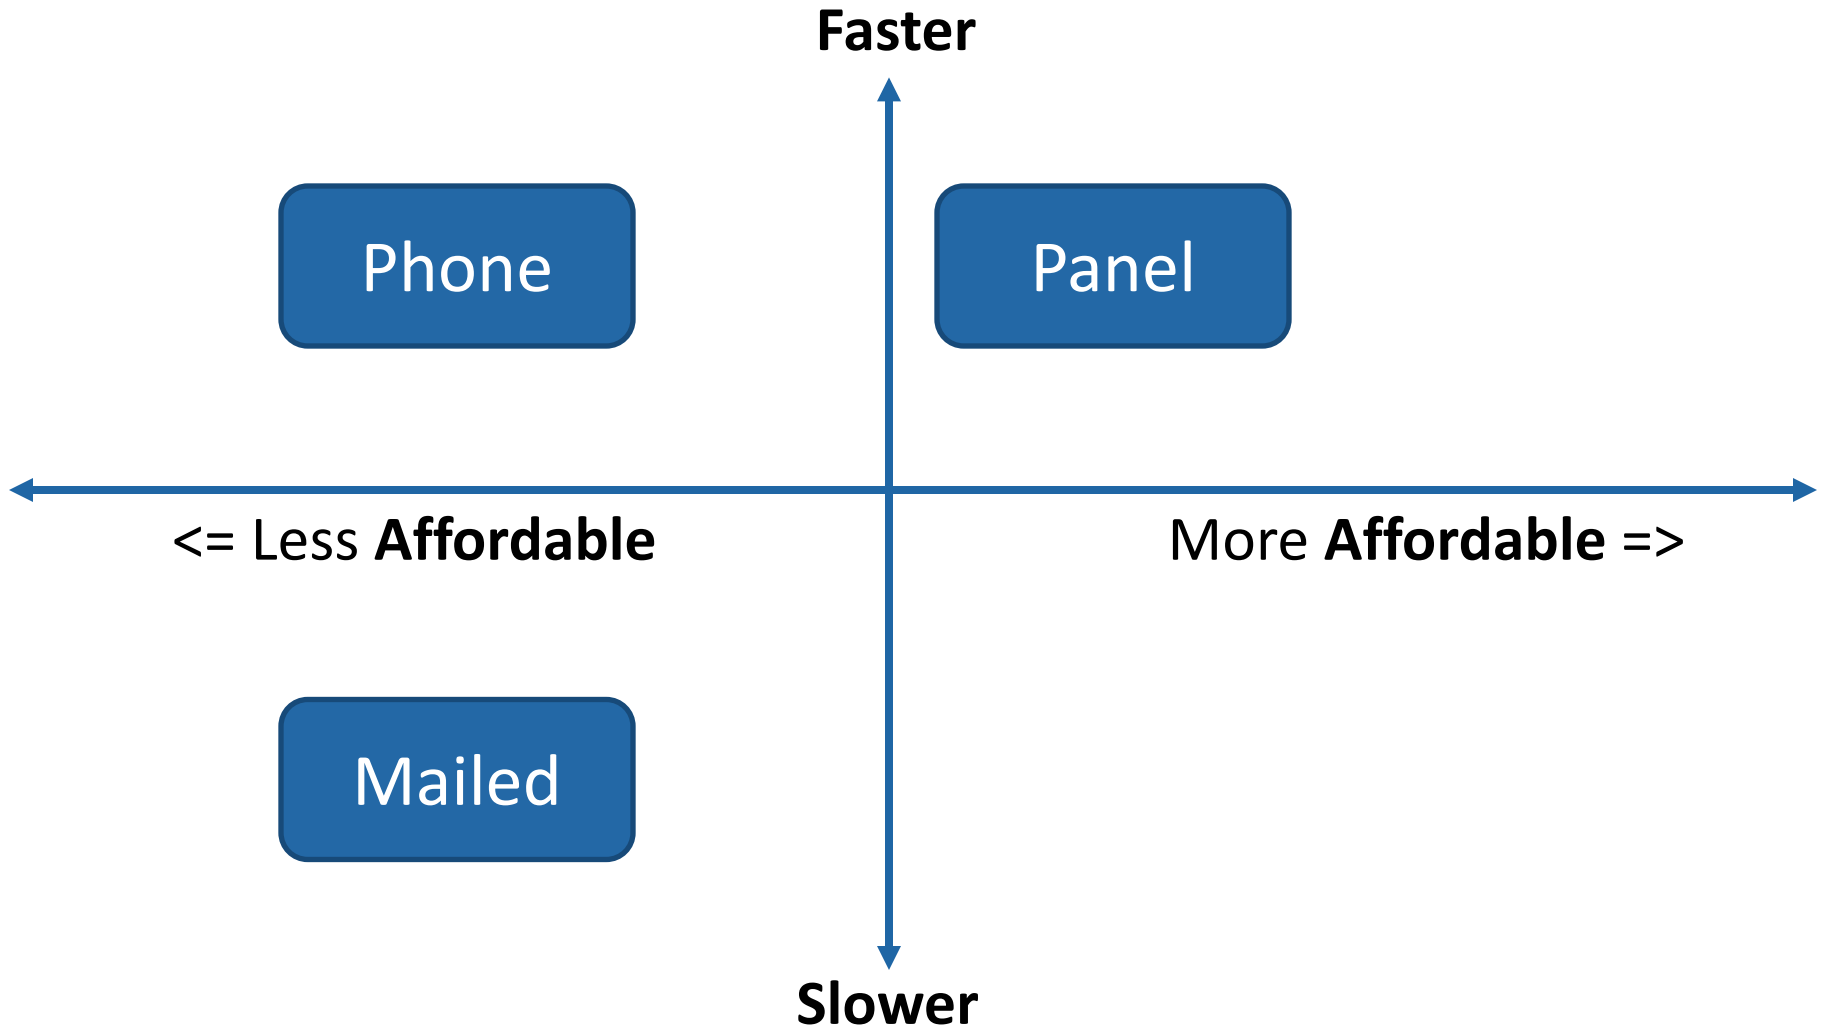 Faster
Phone
Panel
<= Less Affordable
More Affordable =>
Mailed
Slower